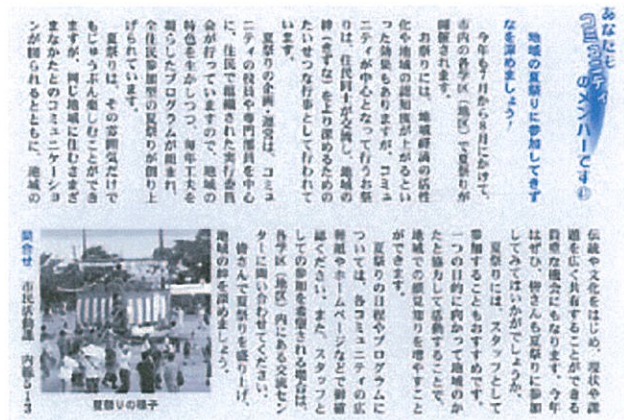 あなたも
コミュニティ
のメンバーです
地域の夏祭りに参加してきず
なを深めましょう！
今年も7月から8月にかけて、
市内の各学区（地区）で夏祭りが
開催されます。
お祭りには、地域経済の活性
化や地域の認知度が上がるとい
った効果もありますが、コミュ
ニティが中心となって行うお祭
りは、住民同士が交流し、地域の
絆（きずな）をより深めるための
たいせつな行事として行われて
います。
夏祭りの企画・運営は、コミュ
ニティの役員や専門部員を中心
に、住民で組織された実行委員
会が行っていますので、地域の
特色を生かしつつ、毎年工夫を
凝らしたプログラムが組まれ、
全住民参加型の夏祭りが創り上
げられています。
夏祭りは、その雰囲気だけで
もじゅうぶん楽しむことができ
ますが、同じ地域に住むさまざ
まなかたとのコミュニケーショ
ンが図られるとともに、地域の
伝統や文化をはじめ、現状や課
題を広く共有することができる
貴重な機会にもなります。今年
はぜひ、皆さんも夏祭りに参加
してみてはいかがでしょうか。
夏祭りには、スタッフとして
参加することもおすすめです。
一つの目的に向かって地域のか
たと協力して活動することで、
地域での顔見知りを増やすこと
ができます。
夏祭りの日程やプログラムに
ついては、各コミュニティの広
報紙やホームページなどで御確
認ください。また、スタッフと
しての参加を希望される場合は、
各学区（地区）内にある交流セン
ターに問い合わせてください。
皆さんで夏祭りを盛り上げ、
地域の絆を深めましょう。
夏祭りの様子
問合せ 市民活動課 内線513